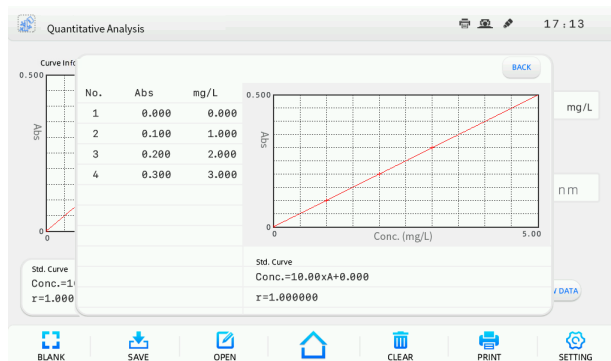 Quantitative Analysis
17:13
Curve Info
BACK
0.500
No. Abs mg/L
1 0.000 0.000
2 0.100 1.000
3 0.200 2.000
4 0.300 3.000
0.500
Abs
0
0
Conc. (mg/L)
5.00
Abs
0
0
mg/L
nm
Std. Curve
Conc.=10.00xA+0.000
r=1.000000
Std. Curve
Conc.=1
r=1.000
DATA
BLANK
SAVE
OPEN
CLEAR
PRINT
SETTING